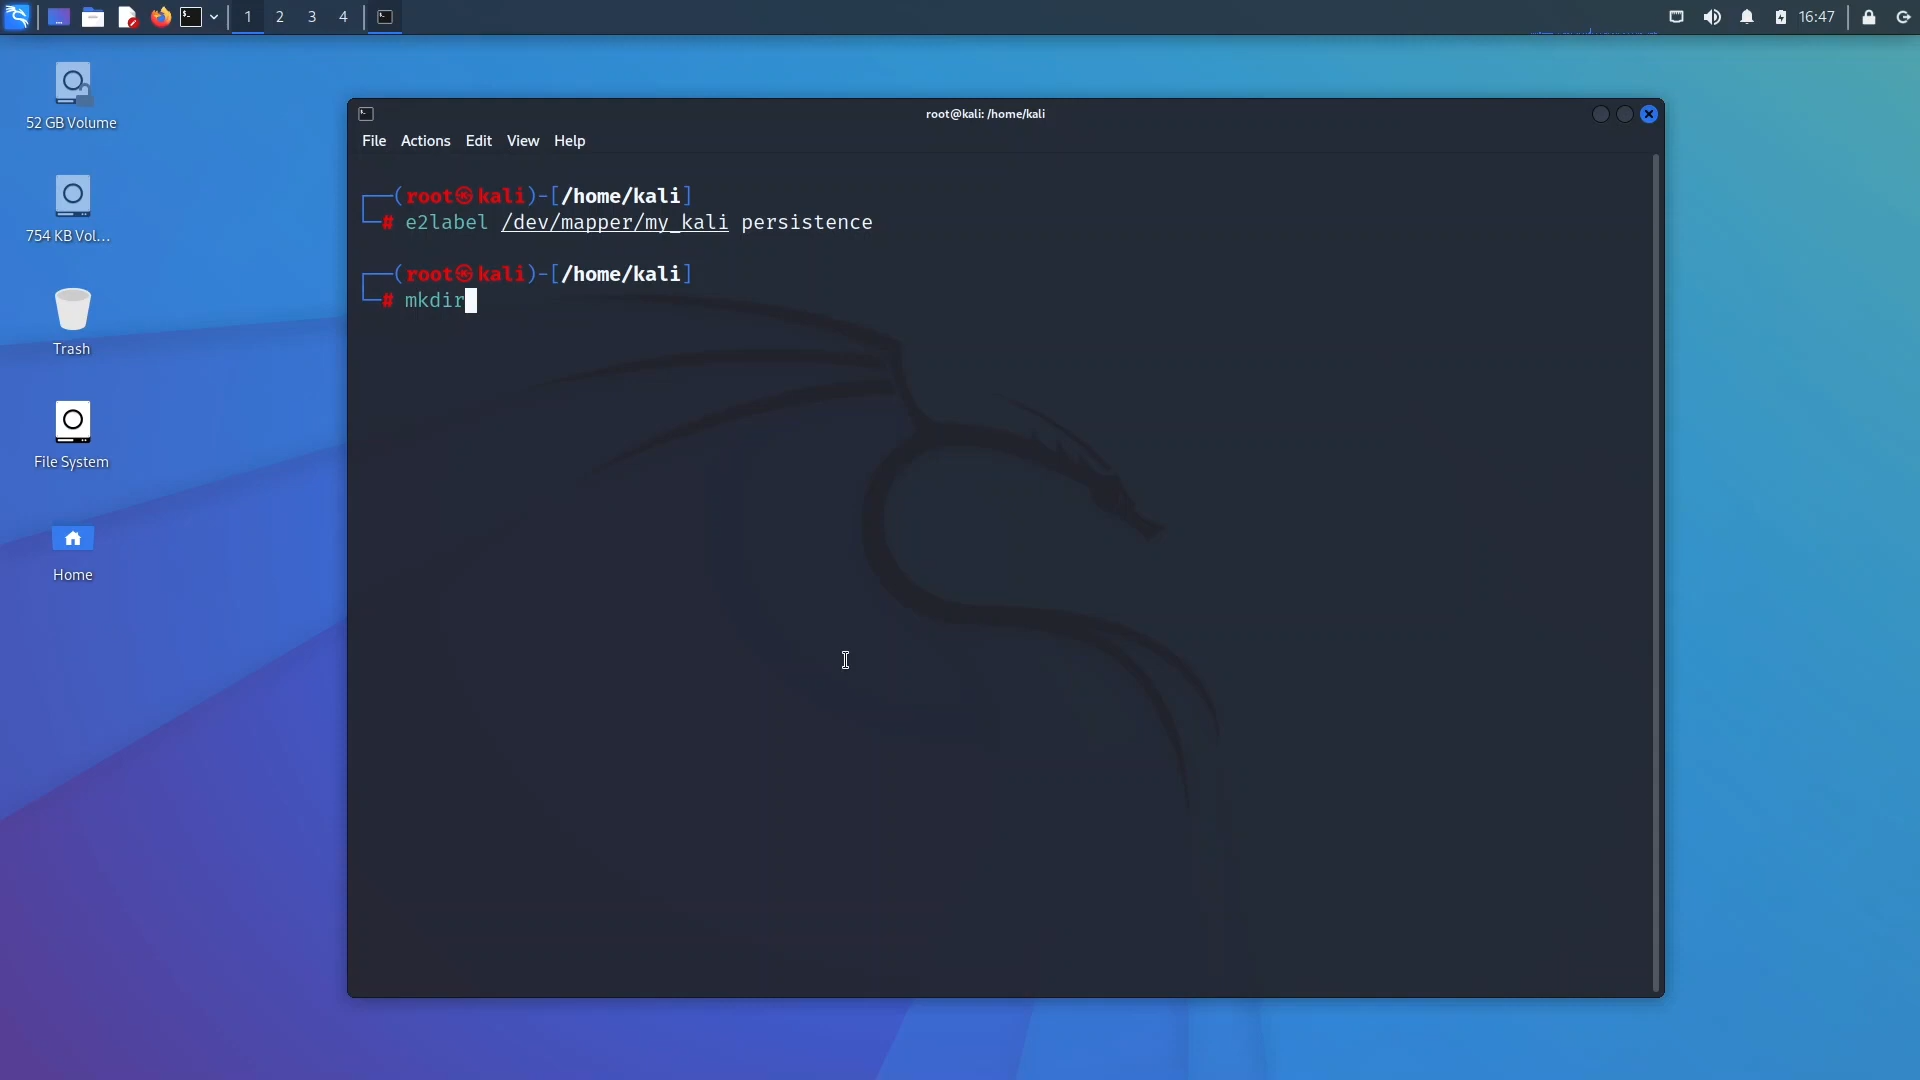 1 2 3 4 16:47
52 GB Volume
754 KB Vol...
Trash
File System
Home
root@kali: /home/kali
File Actions Edit View Help
┌──(root㉿kali)-[/home/kali]
└─# e2label /dev/mapper/my_kali persistence
┌──(root㉿kali)-[/home/kali]
└─# mkdir